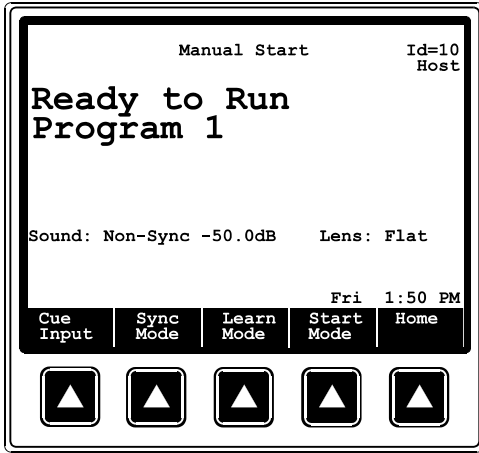 Manual Start Id=10
Host
Ready to Run
Program 1
Sound: Non-Sync -50.0dB Lens: Flat
Fri 1:50 PM
Cue Input
Sync Mode
Learn Mode
Start Mode
Home